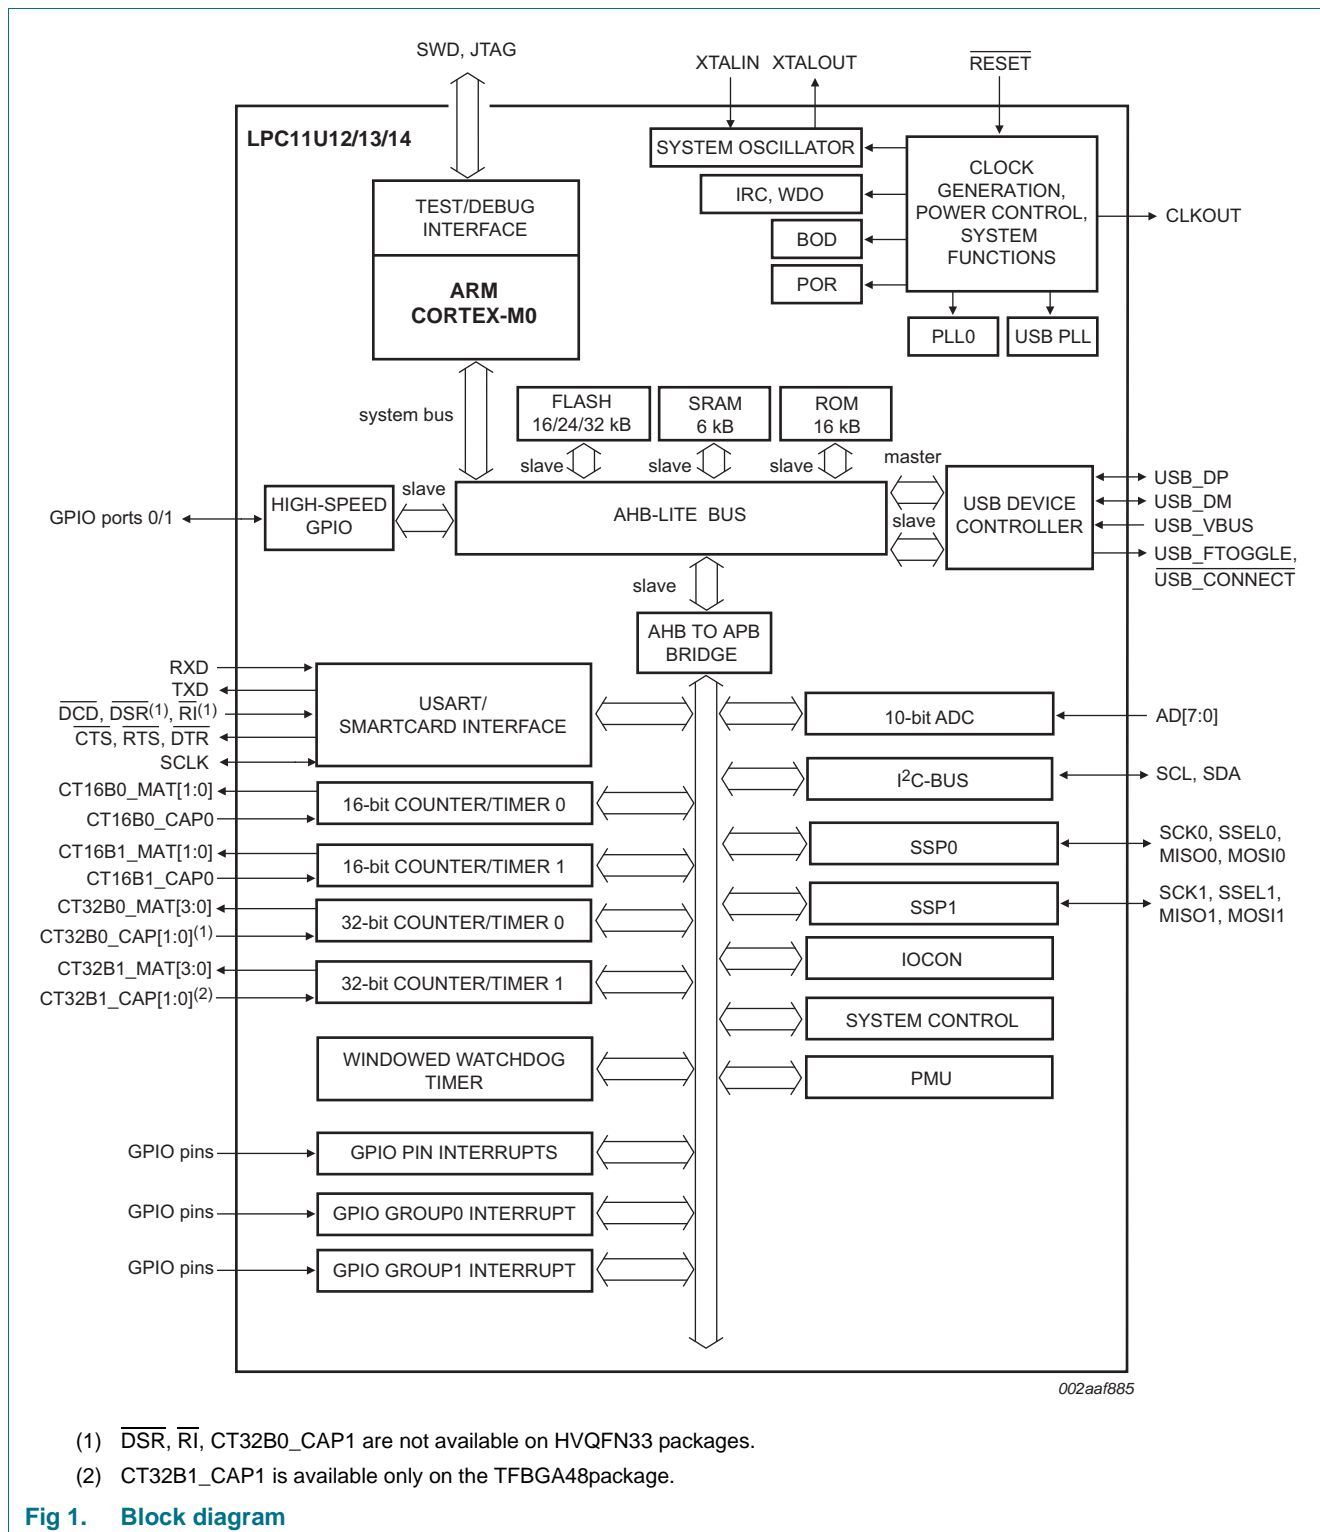 SWD, JTAG
XTALIN XTALOUT
RESET
LPC11U12/13/14
SYSTEM OSCILLATOR
CLOCK
GENERATION,
POWER CONTROL,
SYSTEM
FUNCTIONS
TEST/DEBUG
INTERFACE
IRC, WDO
CLKOUT
BOD
POR
ARM
CORTEX-M0
PLL0
USB PLL
system bus
FLASH
16/24/32 kB
SRAM
6 kB
ROM
16 kB
slave
slave
slave
master
slave
HIGH-SPEED
GPIO
GPIO ports 0/1
AHB-LITE BUS
slave
USB DEVICE
CONTROLLER
USB_DP
USB_DM
USB_VBUS
USB_FTOGGLE,
USB_CONNECT
slave
AHB TO APB
BRIDGE
RXD
TXD
DCD, DSR(1), RI(1)
CTS, RTS, DTR
SCLK
USART/
SMARTCARD INTERFACE
10-bit ADC
AD[7:0]
CT16B0_MAT[1:0]
CT16B0_CAP0
16-bit COUNTER/TIMER 0
I2C-BUS
SCL, SDA
CT16B1_MAT[1:0]
CT16B1_CAP0
16-bit COUNTER/TIMER 1
SSP0
SCK0, SSEL0,
MISO0, MOSI0
CT32B0_MAT[3:0]
CT32B0_CAP[1:0](1)
32-bit COUNTER/TIMER 0
SSP1
SCK1, SSEL1,
MISO1, MOSI1
CT32B1_MAT[3:0]
CT32B1_CAP[1:0](2)
32-bit COUNTER/TIMER 1
IOCON
SYSTEM CONTROL
WINDOWED WATCHDOG
TIMER
PMU
GPIO pins
GPIO PIN INTERRUPTS
GPIO pins
GPIO GROUP0 INTERRUPT
GPIO pins
GPIO GROUP1 INTERRUPT
002aaf885
(1) DSR, RI, CT32B0_CAP1 are not available on HVQFN33 packages.
(2) CT32B1_CAP1 is available only on the TFBGA48package.
Fig 1. Block diagram